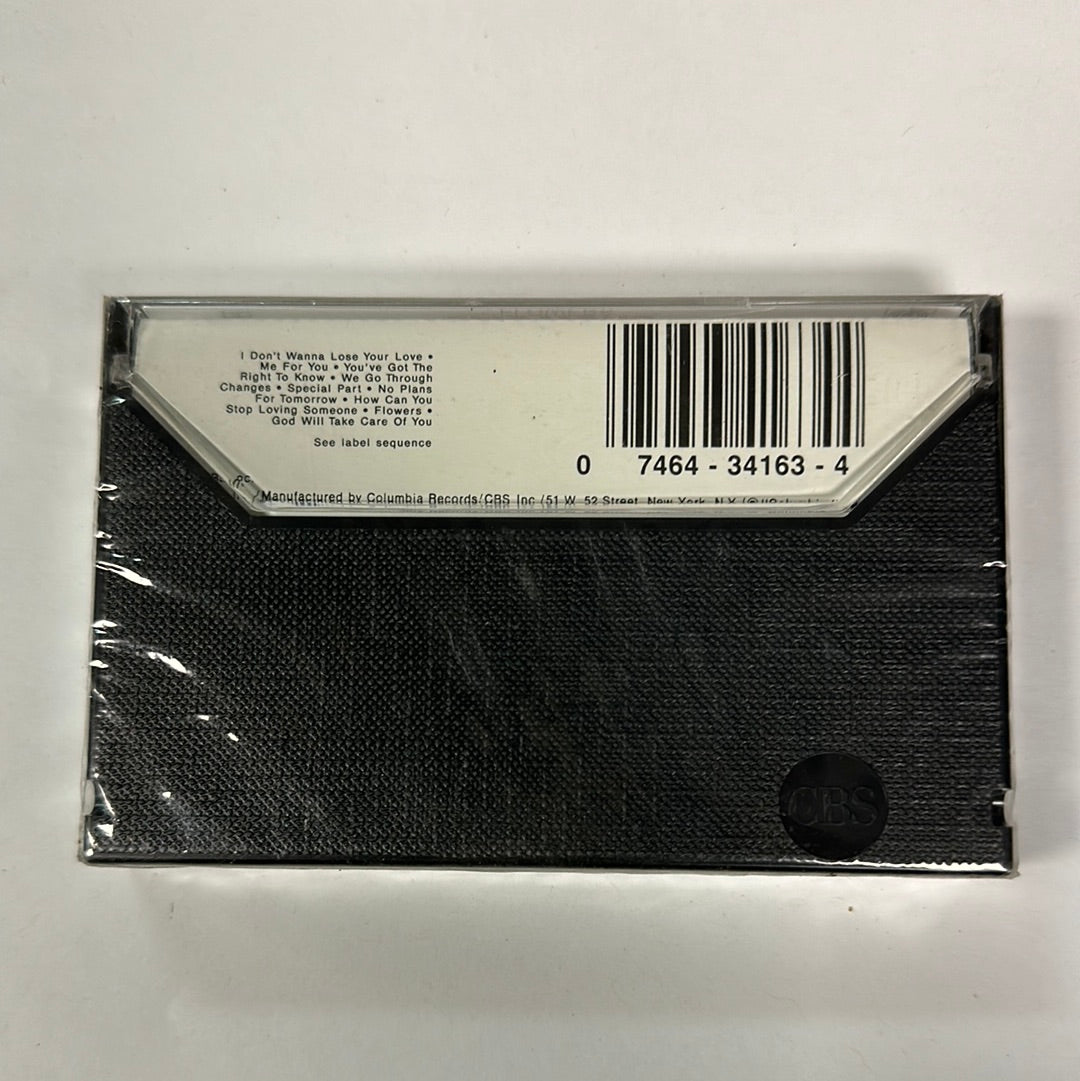 I Don't Wanna Lose Your Love •
Me For You • You've Got The
Right To Know • We Go Through
Changes • Special Part • No Plans
For Tomorrow • How Can You
Stop Loving Someone • Flowers •
God Will Take Care Of You
See label sequence
0 7464 - 34163 - 4
Manufactured by Columbia Records/CBS Inc./51 W. 52 Street, New York, N.Y.
CBS